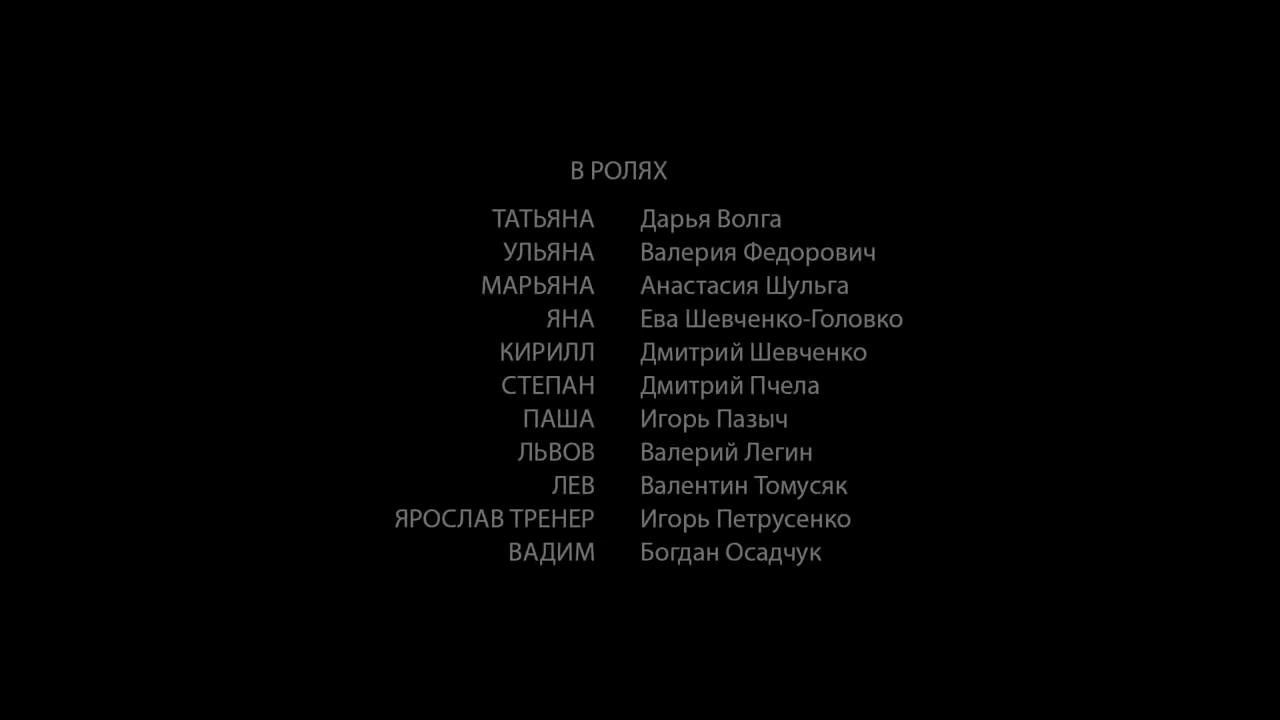 В РОЛЯХ
ТАТЬЯНА Дарья Волга
УЛЬЯНА Валерия Федорович
МАРЬЯНА Анастасия Шульга
ЯНА Ева Шевченко-Головко
КИРИЛЛ Дмитрий Шевченко
СТЕПАН Дмитрий Пчела
ПАША Игорь Пазыч
ЛЬВОВ Валерий Легин
ЛЕВ Валентин Томусяк
ЯРОСЛАВ ТРЕНЕР Игорь Петрусенко
ВАДИМ Богдан Осадчук